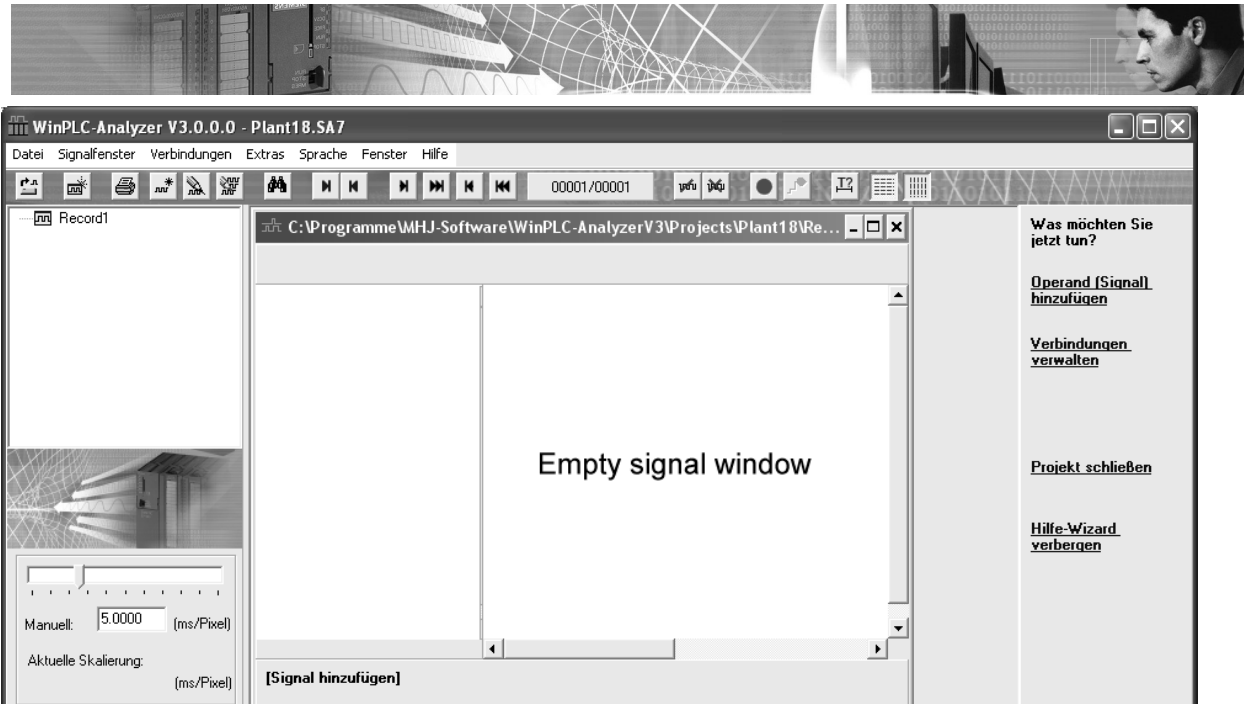 WinPLC-Analyzer V3.0.0.0 - Plant18.SA7
Datei Signalfenster Verbindungen Extras Sprache Fenster Hilfe
00001/00001
Record1
C:\Programme\MHJ-Software\WinPLC-AnalyzerV3\Projects\Plant18\Re...
Empty signal window
[Signal hinzufügen]
Manuell: 5.0000 (ms/Pixel)
Aktuelle Skalierung:
(ms/Pixel)
Was möchten Sie
jetzt tun?
Operand (Signal)
hinzufügen
Verbindungen
verwalten
Projekt schließen
Hilfe-Wizard
verbergen